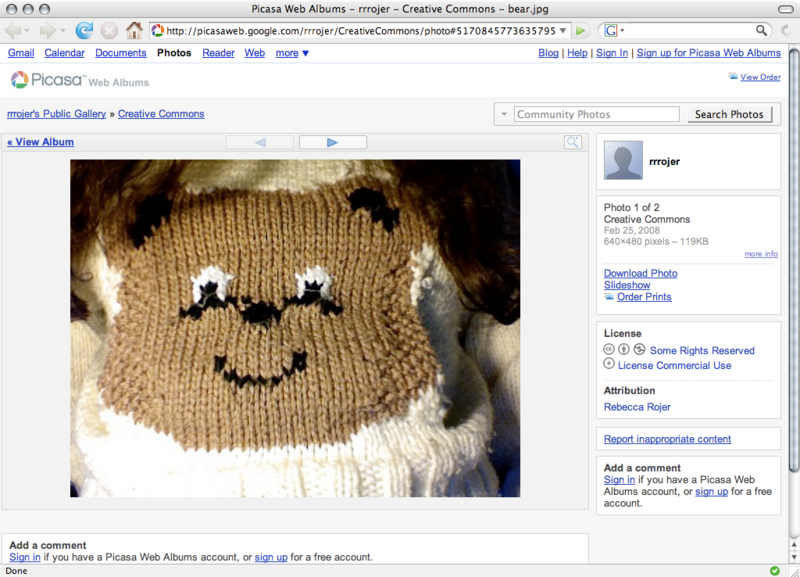 Picasa Web Albums - rrrojer - Creative Commons - bear.jpg
http://picasaweb.google.com/rrrojer/CreativeCommons/photo#5170845773635795
G
Gmail Calendar Documents Photos Reader Web more ▼
Blog | Help | Sign In | Sign up for Picasa Web Albums
Picasa™ Web Albums
View Order
rrrojer's Public Gallery » Creative Commons
Community Photos
Search Photos
« View Album
rrrojer
Photo 1 of 2
Creative Commons
Feb 25, 2008
640×480 pixels – 119KB
more info
Download Photo
Slideshow
Order Prints
License
cc Some Rights Reserved
License Commercial Use
Attribution
Rebecca Rojer
Report inappropriate content
Add a comment
Sign in if you have a Picasa Web
Albums account, or sign up for a free
account.
Add a comment
Sign in if you have a Picasa Web Albums account, or sign up for a free account.
Done